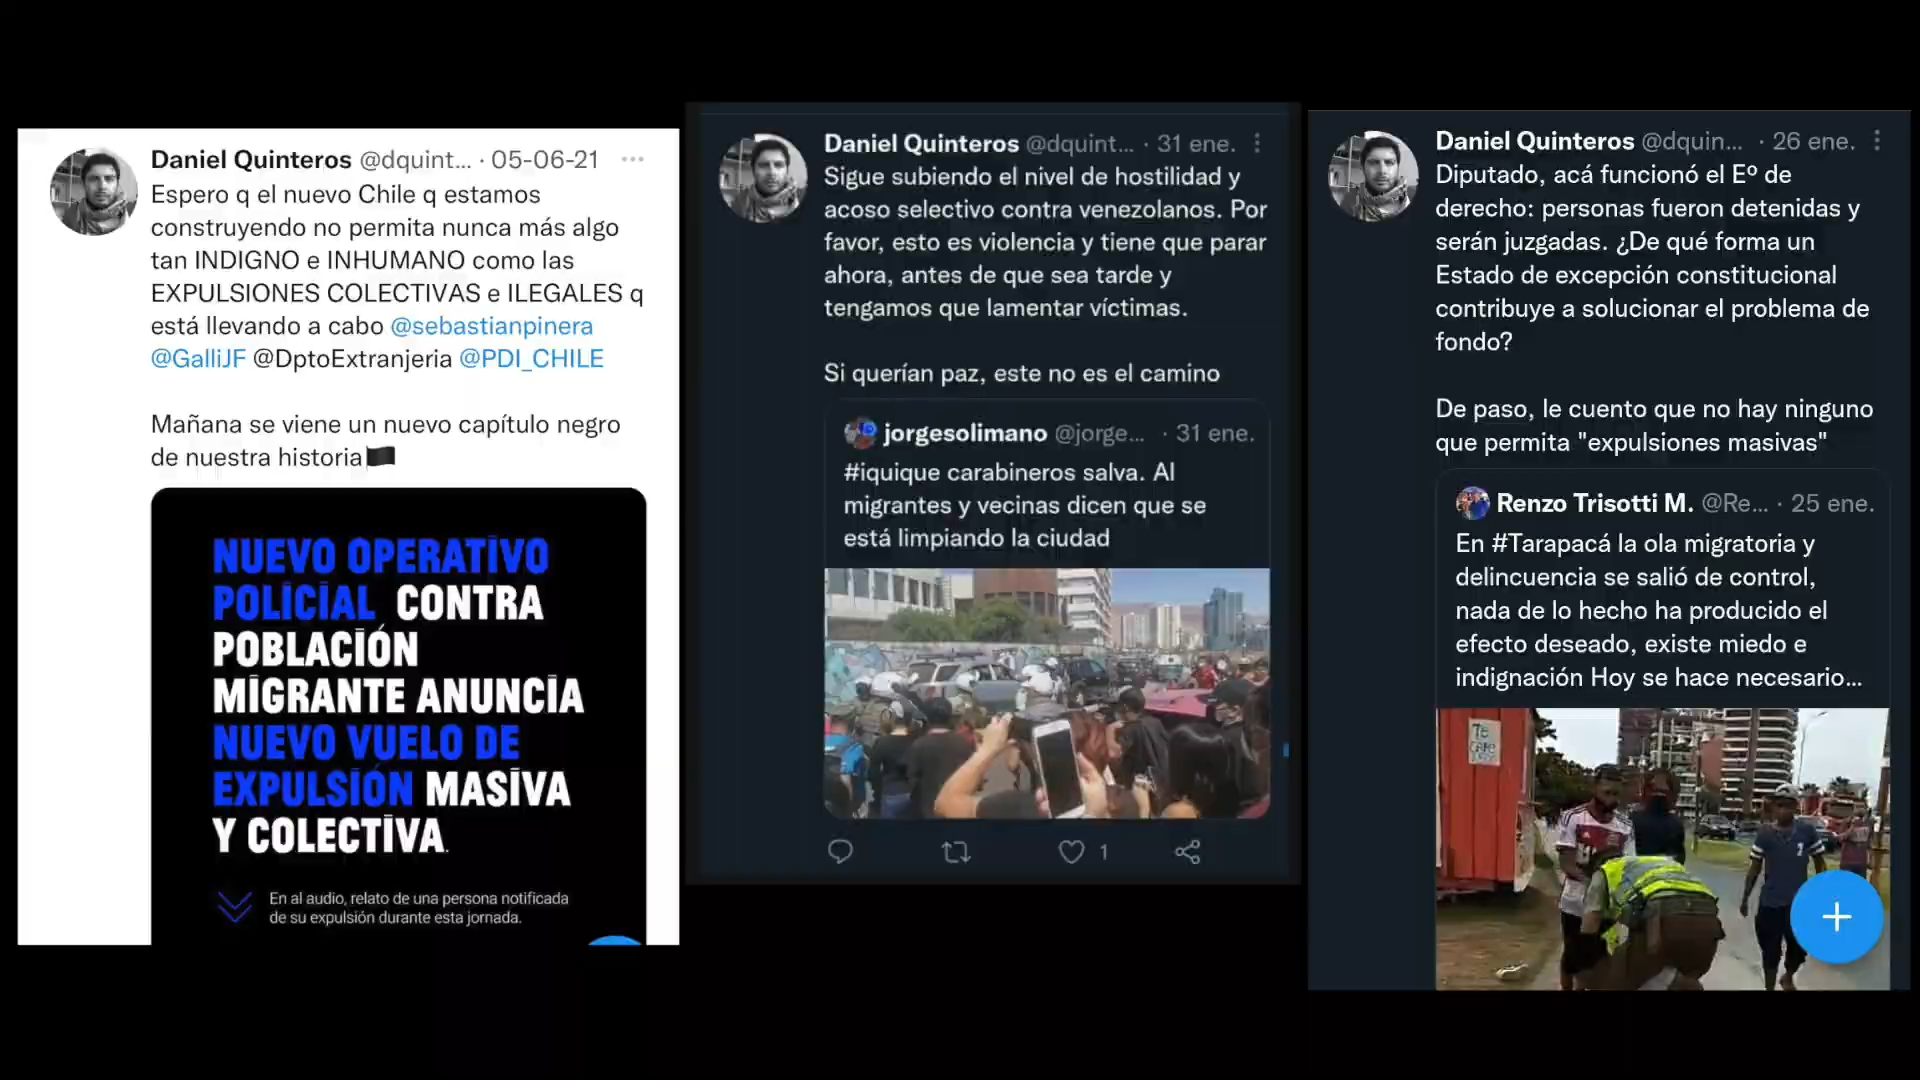 Daniel Quinteros @dquint... · 05-06-21
Espero q el nuevo Chile q estamos
construyendo no permita nunca más algo
tan INDIGNO e INHUMANO como las
EXPULSIONES COLECTIVAS e ILEGALES q
está llevando a cabo @sebastianpinera
@GalliJF @DptoExtranjeria @PDI_CHILE
Mañana se viene un nuevo capítulo negro
de nuestra historia
NUEVO OPERATIVO
POLICIAL CONTRA
POBLACIÓN
MIGRANTE ANUNCIA
NUEVO VUELO DE
EXPULSIÓN MASIVA
Y COLECTIVA.
En al audio, relato de una persona notificada
de su expulsión durante esta jornada.
Daniel Quinteros @dquint... · 31 ene.
Sigue subiendo el nivel de hostilidad y
acoso selectivo contra venezolanos. Por
favor, esto es violencia y tiene que parar
ahora, antes de que sea tarde y
tengamos que lamentar víctimas.
Si querían paz, este no es el camino
jorgesolimano @jorge... · 31 ene.
#iquique carabineros salva. Al
migrantes y vecinas dicen que se
está limpiando la ciudad
1
Daniel Quinteros @dquin... · 26 ene.
Diputado, acá funcionó el Eº de
derecho: personas fueron detenidas y
serán juzgadas. ¿De qué forma un
Estado de excepción constitucional
contribuye a solucionar el problema de
fondo?
De paso, le cuento que no hay ninguno
que permita "expulsiones masivas"
Renzo Trisotti M. @Re... · 25 ene.
En #Tarapacá la ola migratoria y
delincuencia se salió de control,
nada de lo hecho ha producido el
efecto deseado, existe miedo e
indignación Hoy se hace necesario...
TE
CAFE